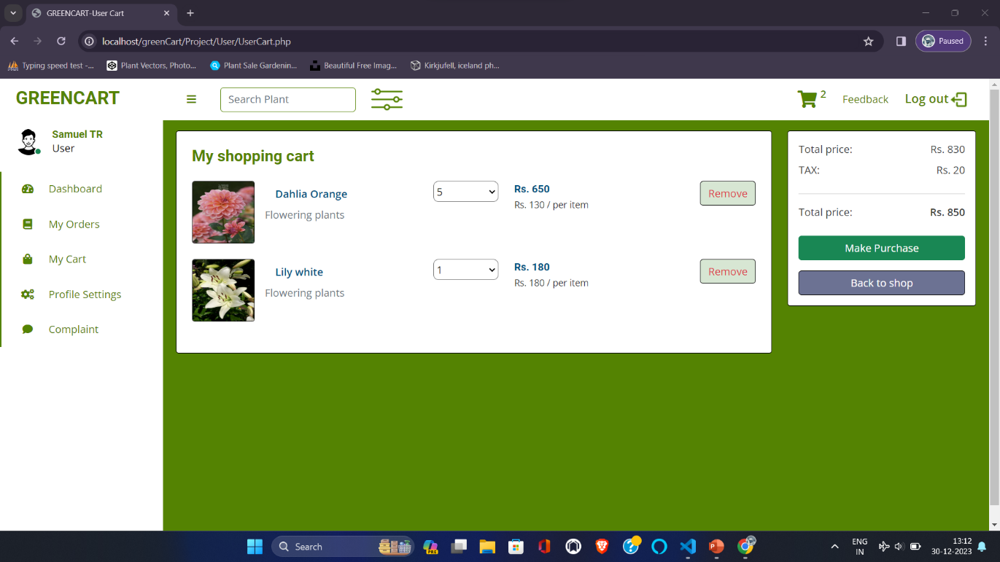 GREENCART-User Cart
localhost/greenCart/Project/User/UserCart.php
Paused
Typing speed test -...
Plant Vectors, Photo...
Plant Sale Gardenin...
Beautiful Free Imag...
Kirkjufell, iceland ph...
GREENCART
Search Plant
2
Feedback
Log out
Samuel TR
User
Dashboard
My Orders
My Cart
Profile Settings
Complaint
My shopping cart
Dahlia Orange
Flowering plants
5
Rs. 650
Rs. 130 / per item
Remove
Lily white
Flowering plants
1
Rs. 180
Rs. 180 / per item
Remove
Total price: Rs. 830
TAX: Rs. 20
Total price: Rs. 850
Make Purchase
Back to shop
Search
PRE
ENG
IN
13:12
30-12-2023